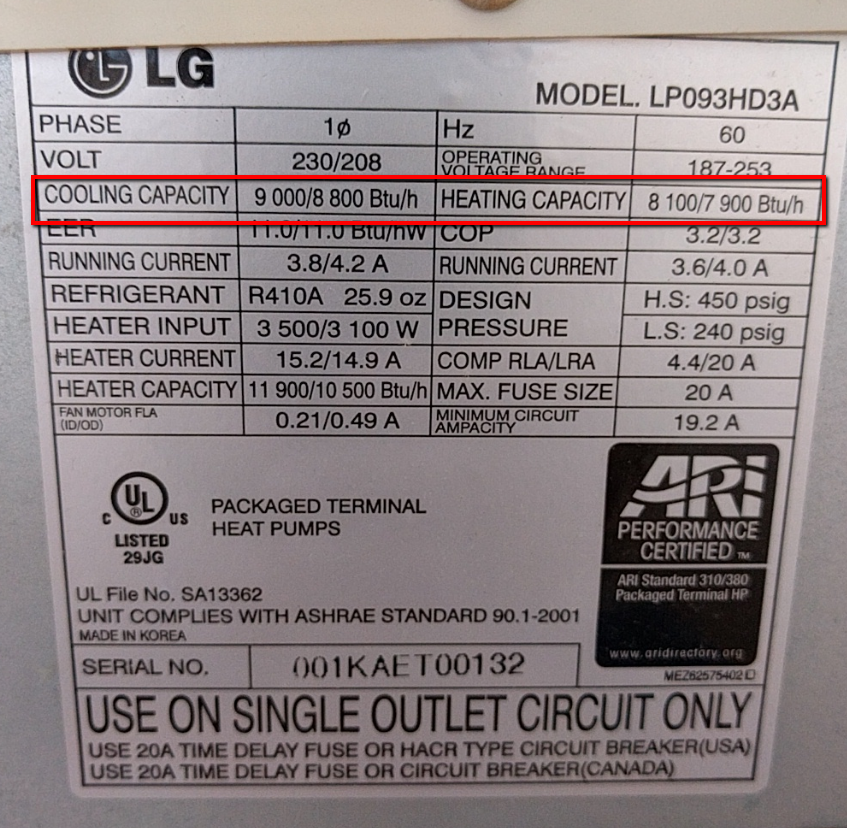 LG
MODEL. LP093HD3A
PHASE 1ø Hz 60
VOLT 230/208 OPERATING VOLTAGE RANGE 187-253
COOLING CAPACITY 9 000/8 800 Btu/h HEATING CAPACITY 8 100/7 900 Btu/h
EER 11.0/11.0 Btu/hW COP 3.2/3.2
RUNNING CURRENT 3.8/4.2 A RUNNING CURRENT 3.6/4.0 A
REFRIGERANT R410A 25.9 oz DESIGN H.S: 450 psig
HEATER INPUT 3 500/3 100 W PRESSURE L.S: 240 psig
HEATER CURRENT 15.2/14.9 A COMP RLA/LRA 4.4/20 A
HEATER CAPACITY 11 900/10 500 Btu/h MAX. FUSE SIZE 20 A
FAN MOTOR FLA (ID/OD) 0.21/0.49 A MINIMUM CIRCUIT AMPACITY 19.2 A
C UL ® US
LISTED
29JG
PACKAGED TERMINAL
HEAT PUMPS
ARI
PERFORMANCE
CERTIFIED TM
ARI Standard 310/380
Packaged Terminal HP
www.aridirectory.org
UL File No. SA13362
UNIT COMPLIES WITH ASHRAE STANDARD 90.1-2001
MADE IN KOREA
MEZ62575402
SERIAL NO. 001KAET00132
USE ON SINGLE OUTLET CIRCUIT ONLY
USE 20A TIME DELAY FUSE OR HACR TYPE CIRCUIT BREAKER(USA)
USE 20A TIME DELAY FUSE OR CIRCUIT BREAKER(CANADA)